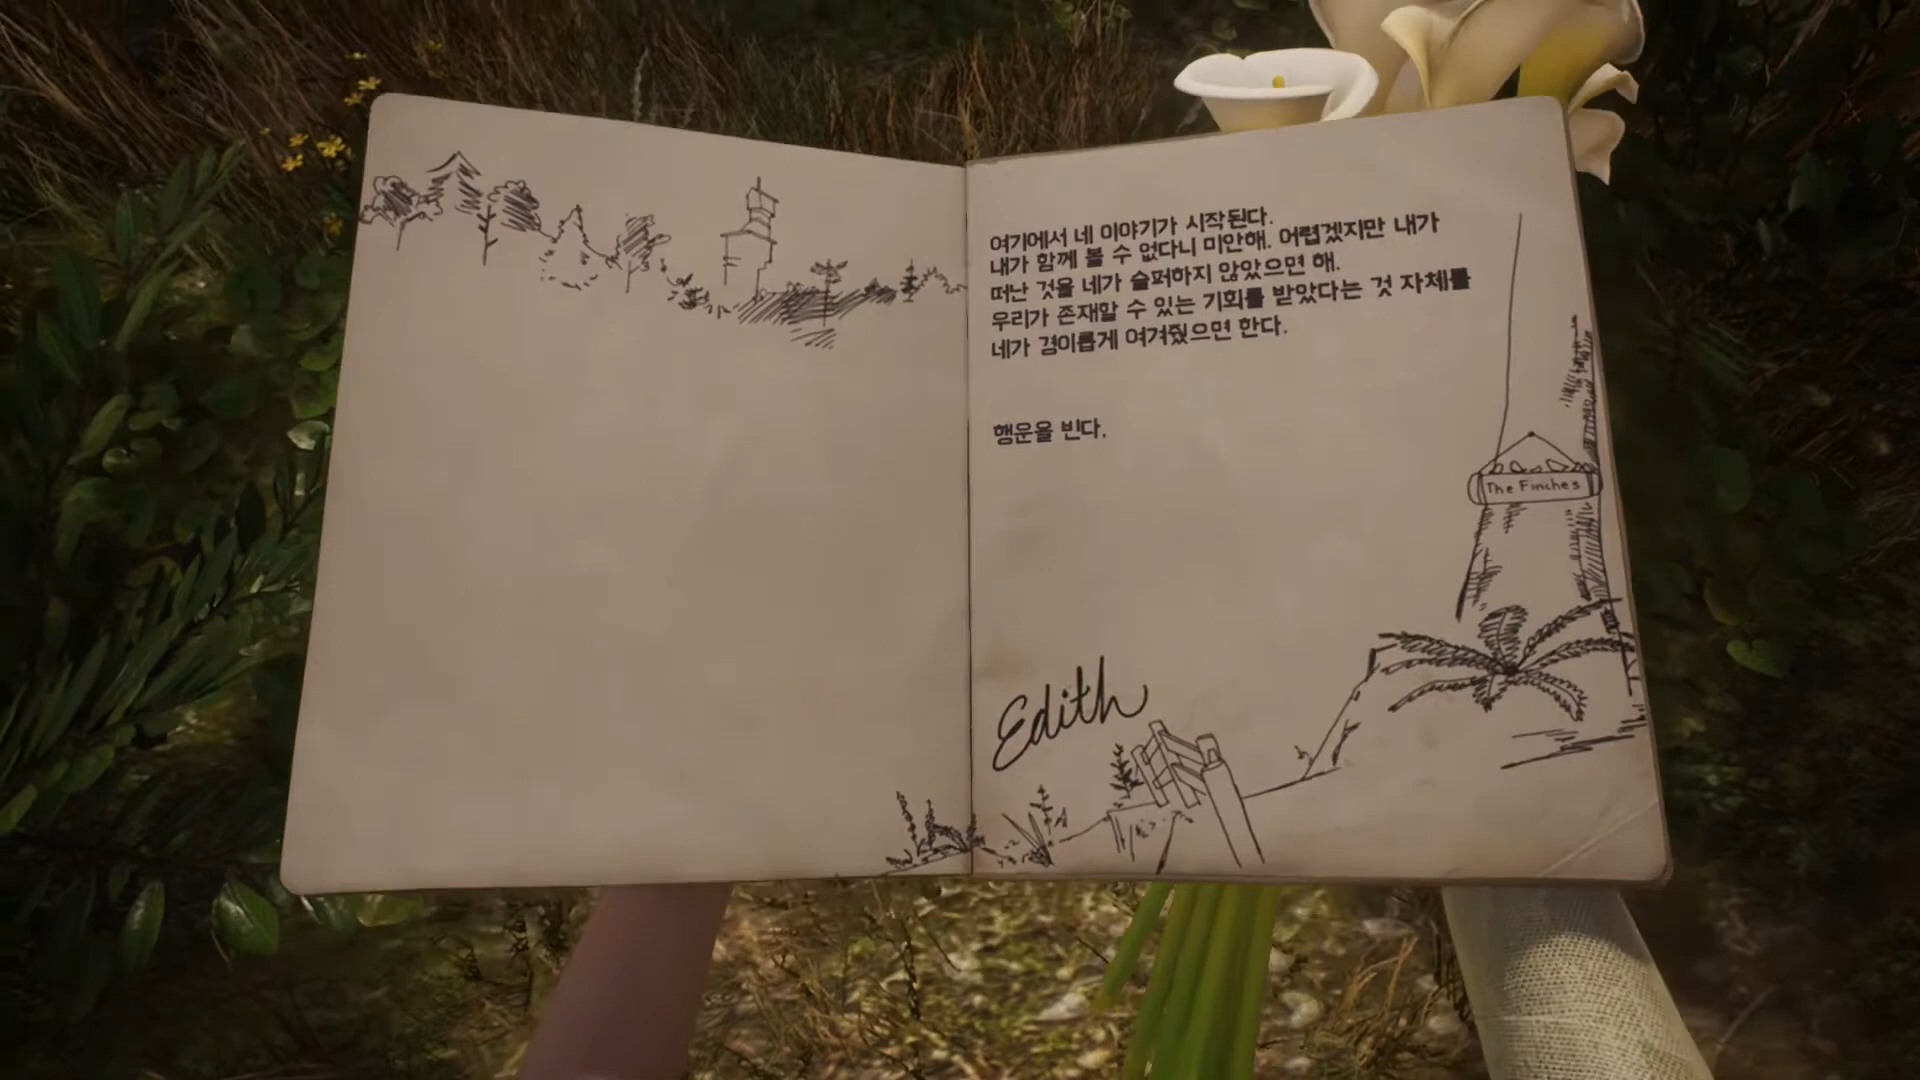 여기에서 네 이야기가 시작된다.
내가 함께 볼 수 없다니 미안해. 어렵겠지만 내가
떠난 것을 네가 슬퍼하지 않았으면 해.
우리가 존재할 수 있는 기회를 받았다는 것 자체를
네가 경이롭게 여겨줬으면 한다.
행운을 빈다.
The Finches
Edith